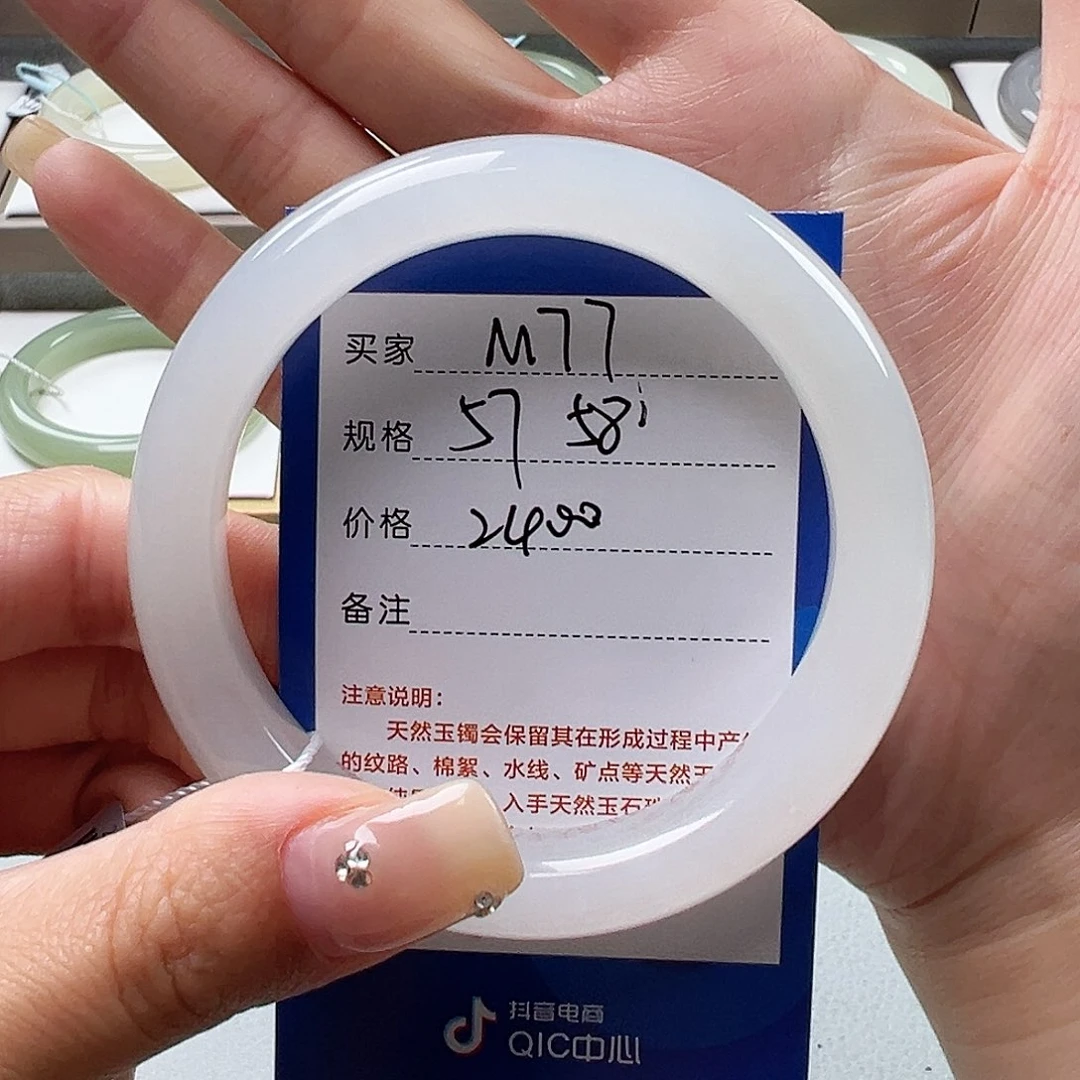 买家 M77
规格 57 58
价格 2400
备注
注意说明：
天然玉镯会保留其在形成过程中产
的纹路、棉絮、水线、矿点等天然
入手天然玉石
抖音电商
QIC中心